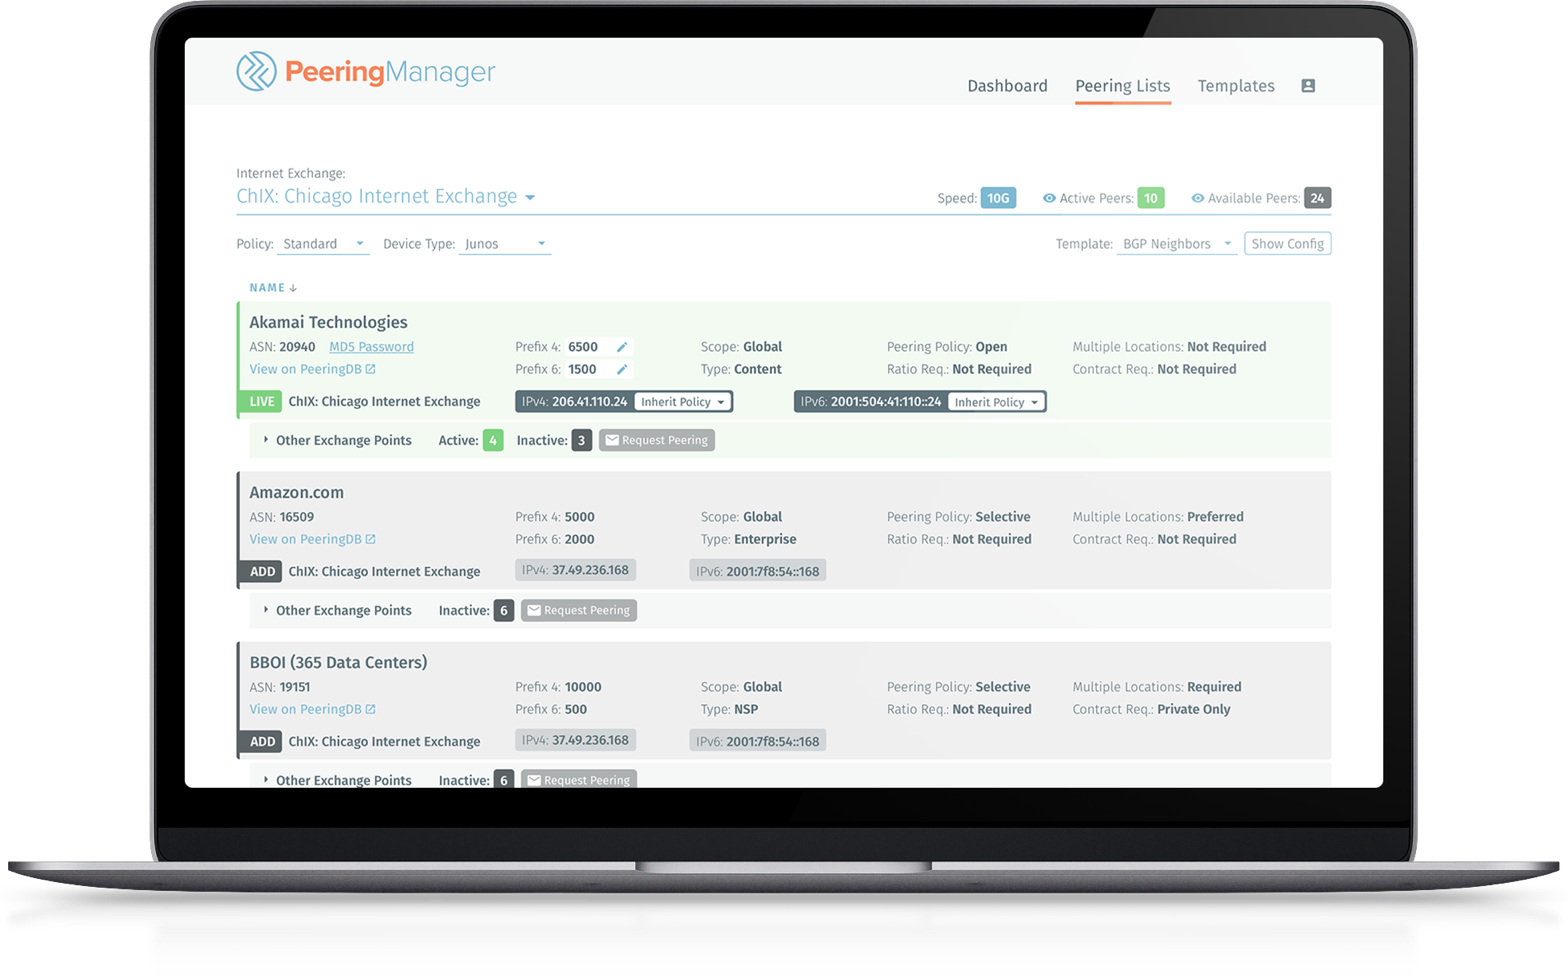 PeeringManager
Dashboard Peering Lists Templates
Internet Exchange:
ChIX: Chicago Internet Exchange
Speed: 10G Active Peers: 10 Available Peers: 24
Policy: Standard Device Type: Junos Template: BGP Neighbors Show Config
NAME ↓
Akamai Technologies
ASN: 20940 MD5 Password Prefix 4: 6500 Scope: Global Peering Policy: Open Multiple Locations: Not Required
View on PeeringDB Prefix 6: 1500 Type: Content Ratio Req.: Not Required Contract Req.: Not Required
LIVE ChIX: Chicago Internet Exchange IPv4: 206.41.110.24 Inherit Policy IPv6: 2001:504:41:110::24 Inherit Policy
Other Exchange Points Active: 4 Inactive: 3 Request Peering
Amazon.com
ASN: 16509 Prefix 4: 5000 Scope: Global Peering Policy: Selective Multiple Locations: Preferred
View on PeeringDB Prefix 6: 2000 Type: Enterprise Ratio Req.: Not Required Contract Req.: Not Required
ADD ChIX: Chicago Internet Exchange IPv4: 37.49.236.168 IPv6: 2001:7f8:54::168
Other Exchange Points Inactive: 6 Request Peering
BBOI (365 Data Centers)
ASN: 19151 Prefix 4: 10000 Scope: Global Peering Policy: Selective Multiple Locations: Required
View on PeeringDB Prefix 6: 500 Type: NSP Ratio Req.: Not Required Contract Req.: Private Only
ADD ChIX: Chicago Internet Exchange IPv4: 37.49.236.168 IPv6: 2001:7f8:54::168
Other Exchange Points Inactive: 6 Request Peering